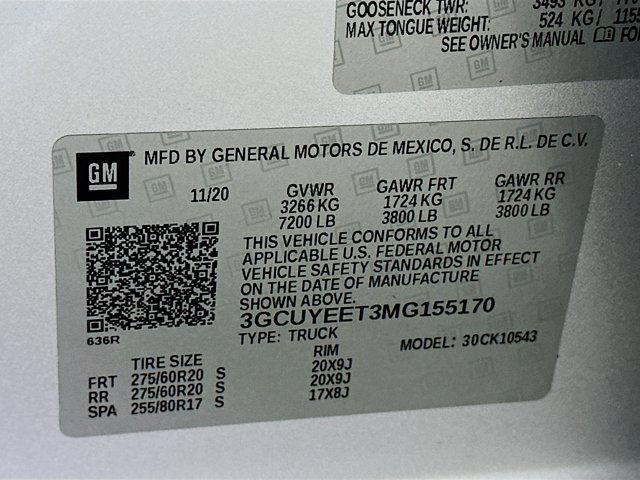 GOOSENECK TWR: 3493 KG /
MAX TONGUE WEIGHT: 524 KG / 1155
SEE OWNER'S MANUAL FO
GM MFD BY GENERAL MOTORS DE MEXICO, S. DE R.L. DE C.V.
11/20 GVWR GAWR FRT GAWR RR
3266 KG 1724 KG 1724 KG
7200 LB 3800 LB 3800 LB
THIS VEHICLE CONFORMS TO ALL
APPLICABLE U.S. FEDERAL MOTOR
VEHICLE SAFETY STANDARDS IN EFFECT
ON THE DATE OF MANUFACTURE
SHOWN ABOVE.
636R
3GCUYEET3MG155170
TYPE: TRUCK MODEL: 30CK10543
TIRE SIZE RIM
FRT 275/60R20 S 20X9J
RR 275/60R20 S 20X9J
SPA 255/80R17 S 17X8J